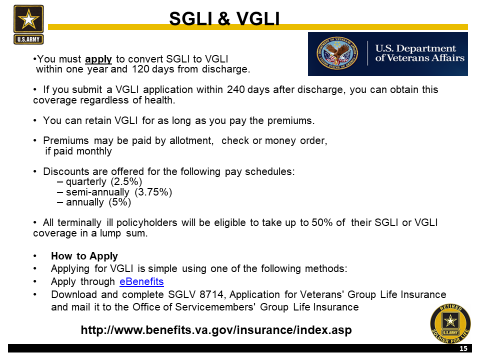 SGLI & VGLI
U.S.ARMY
U.S. Department
of Veterans Affairs
•You must apply to convert SGLI to VGLI
within one year and 120 days from discharge.
• If you submit a VGLI application within 240 days after discharge, you can obtain this
coverage regardless of health.
• You can retain VGLI for as long as you pay the premiums.
• Premiums may be paid by allotment, check or money order,
if paid monthly
• Discounts are offered for the following pay schedules:
– quarterly (2.5%)
– semi-annually (3.75%)
– annually (5%)
• All terminally ill policyholders will be eligible to take up to 50% of their SGLI or VGLI
coverage in a lump sum.
• How to Apply
• Applying for VGLI is simple using one of the following methods:
• Apply through eBenefits
• Download and complete SGLV 8714, Application for Veterans' Group Life Insurance
and mail it to the Office of Servicemembers' Group Life Insurance
http://www.benefits.va.gov/insurance/index.asp
15